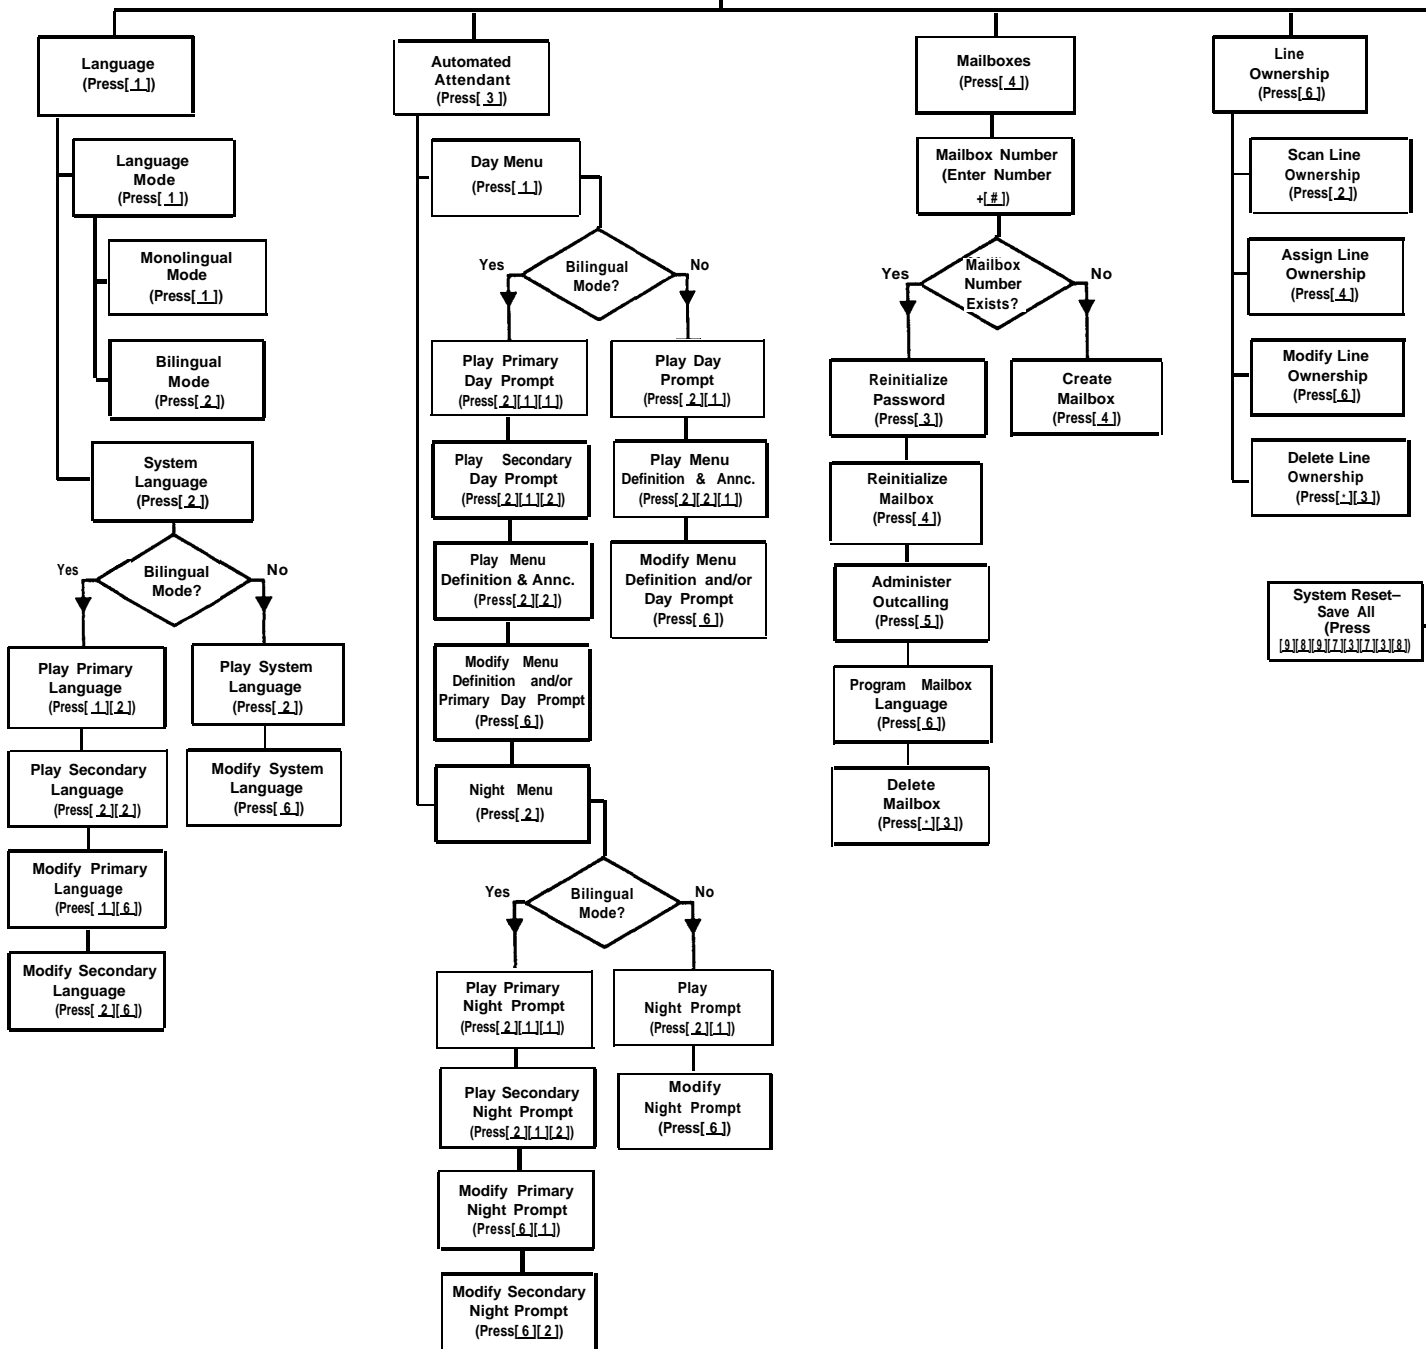 Language
(Press[ 1 ])
Language
Mode
(Press[ 1 ])
Monolingual
Mode
(Press[ 1 ])
Bilingual
Mode
(Press[ 2 ])
System
Language
(Press[ 2 ])
Yes
Bilingual
Mode?
No
Play Primary
Language
(Press[ 1 ][ 2 ])
Play Secondary
Language
(Press[ 2 ][ 2 ])
Modify Primary
Language
(Prees[ 1 ][ 6 ])
Modify Secondary
Language
(Press[ 2 ][ 6 ])
Play System
Language
(Press[ 2 ])
Modify System
Language
(Press[ 6 ])
Automated
Attendant
(Press[ 3 ])
Day Menu
(Press[ 1 ])
Yes
Bilingual
Mode?
No
Play Primary
Day Prompt
(Press[ 2 ][ 1 ][ 1 ])
Play Secondary
Day Prompt
(Press[ 2 ][ 1 ][ 2 ])
Play Menu
Definition & Annc.
(Press[ 2 ][ 2 ])
Modify Menu
Definition and/or
Primary Day Prompt
(Press[ 6 ])
Play Day
Prompt
(Press[ 2 ][ 1 ])
Play Menu
Definition & Annc.
(Press[ 2 ][ 2 ][ 1 ])
Modify Menu
Definition and/or
Day Prompt
(Press[ 6 ])
Night Menu
(Press[ 2 ])
Yes
Bilingual
Mode?
No
Play Primary
Night Prompt
(Press[ 2 ][ 1 ][ 1 ])
Play Secondary
Night Prompt
(Press[ 2 ][ 1 ][ 2 ])
Modify Primary
Night Prompt
(Press[ 6 ][ 1 ])
Modify Secondary
Night Prompt
(Press[ 6 ][ 2 ])
Play
Night Prompt
(Press[ 2 ][ 1 ])
Modify
Night Prompt
(Press[ 6 ])
Mailboxes
(Press[ 4 ])
Mailbox Number
(Enter Number
+[ # ])
Yes
Mailbox
Number
Exists?
No
Reinitialize
Password
(Press[ 3 ])
Reinitialize
Mailbox
(Press[ 4 ])
Administer
Outcalling
(Press[ 5 ])
Program Mailbox
Language
(Press[ 6 ])
Delete
Mailbox
(Press[ * ][ 3 ])
Create
Mailbox
(Press[ 4 ])
Line
Ownership
(Press[ 6 ])
Scan Line
Ownership
(Press[ 2 ])
Assign Line
Ownership
(Press[ 4 ])
Modify Line
Ownership
(Press[ 6 ])
Delete Line
Ownership
(Press[ * ][ 3 ])
System Reset–
Save All
(Press
[ 9 ][ 8 ][ 9 ][ 7 ][ 3 ][ 7 ][ 3 ][ 8 ])